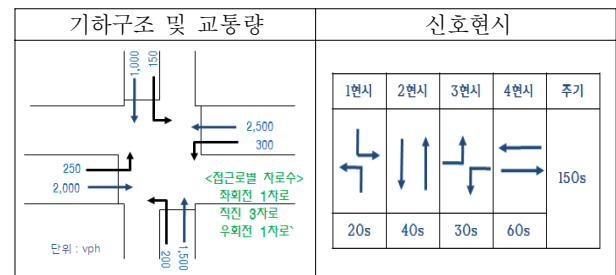 기하구조 및 교통량
신호현시
1,000
150
2,500
300
250
2,000
<접근로별 차로수>
좌회전 1차로
직진 3차로
우회전 1차로`
단위 : vph
200
1,500
1현시 2현시 3현시 4현시 주기
150s
20s 40s 30s 60s